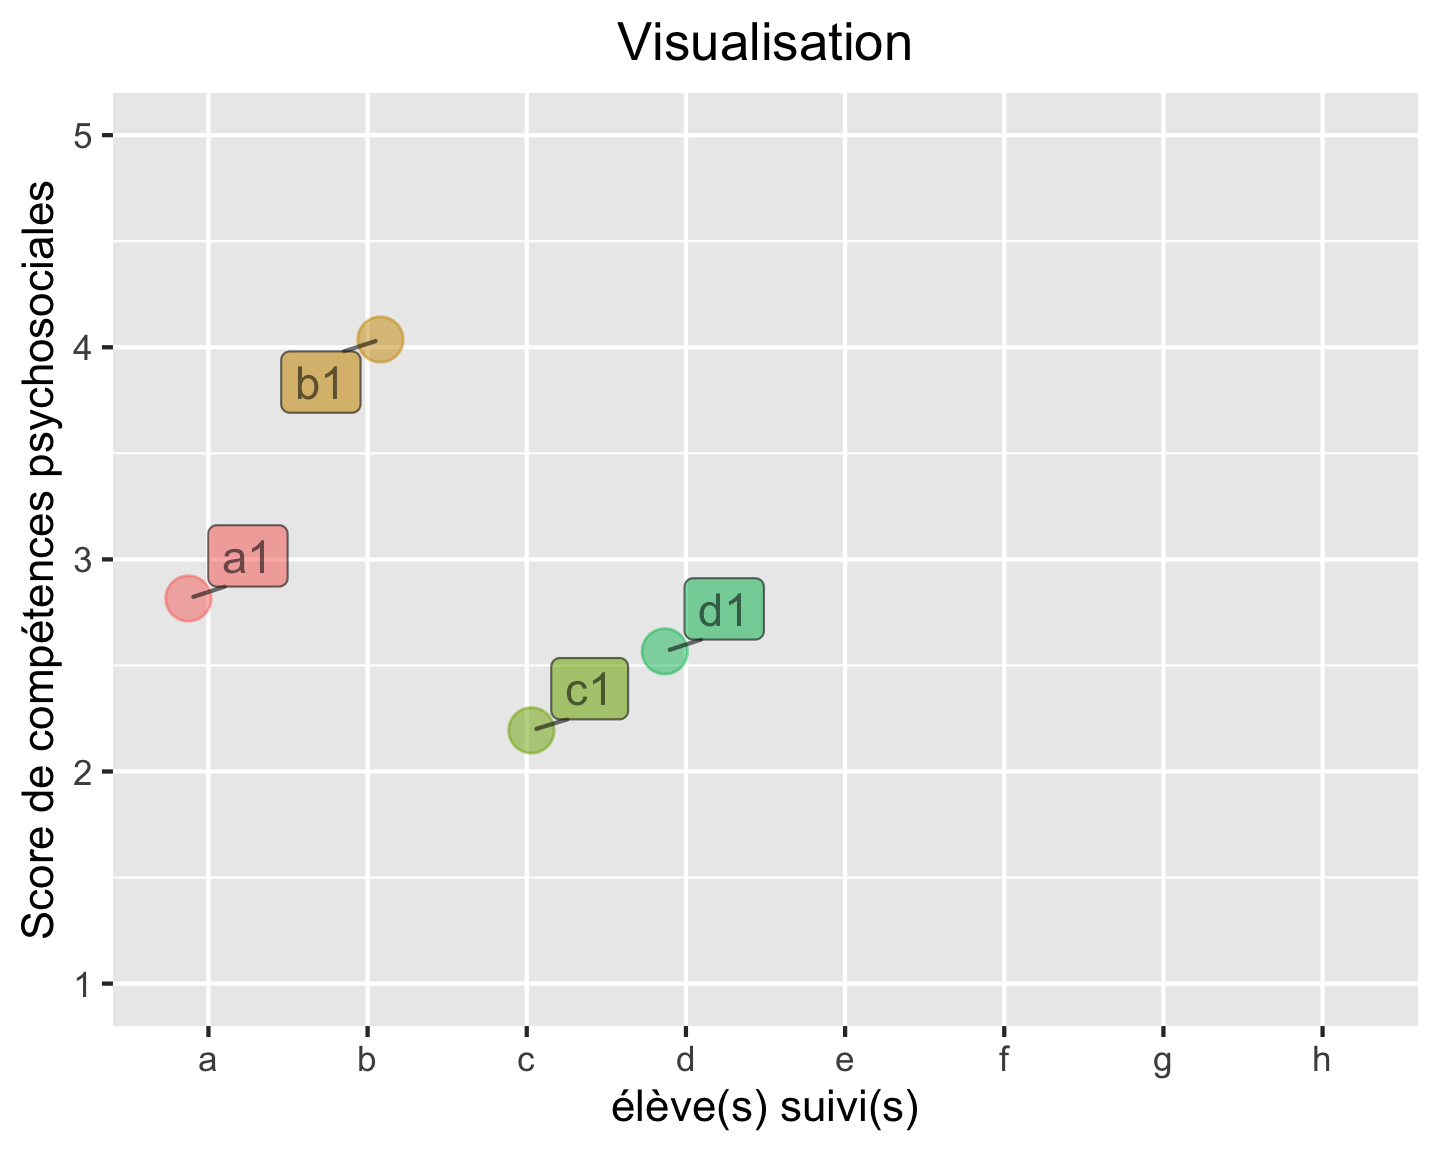 Visualisation
Score de compétences psychosociales
5
4
3
2
1
b1
a1
d1
c1
a b c d e f g h
élève(s) suivi(s)